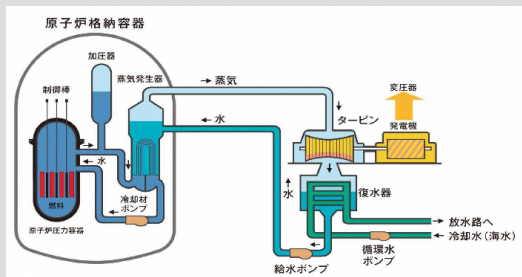 原子炉格納容器
加圧器
制御棒
蒸気発生器
蒸気
水
タービン
変圧器
発電機
水
復水器
水
冷却材
ポンプ
燃料
原子炉圧力容器
放水路へ
冷却水(海水)
循環水
ポンプ
給水ポンプ